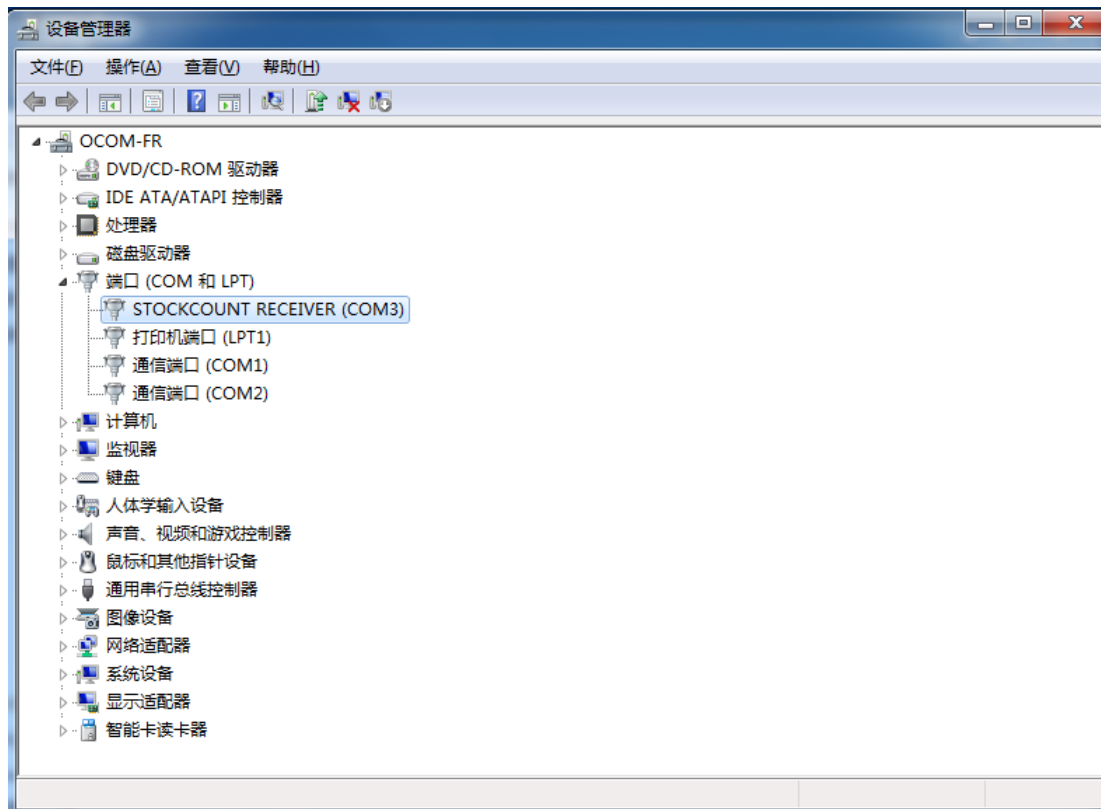 设备管理器
文件(F) 操作(A) 查看(V) 帮助(H)
OCOM-FR
DVD/CD-ROM 驱动器
IDE ATA/ATAPI 控制器
处理器
磁盘驱动器
端口 (COM 和 LPT)
STOCKCOUNT RECEIVER (COM3)
打印机端口 (LPT1)
通信端口 (COM1)
通信端口 (COM2)
计算机
监视器
键盘
人体学输入设备
声音、视频和游戏控制器
鼠标和其他指针设备
通用串行总线控制器
图像设备
网络适配器
系统设备
显示适配器
智能卡读卡器